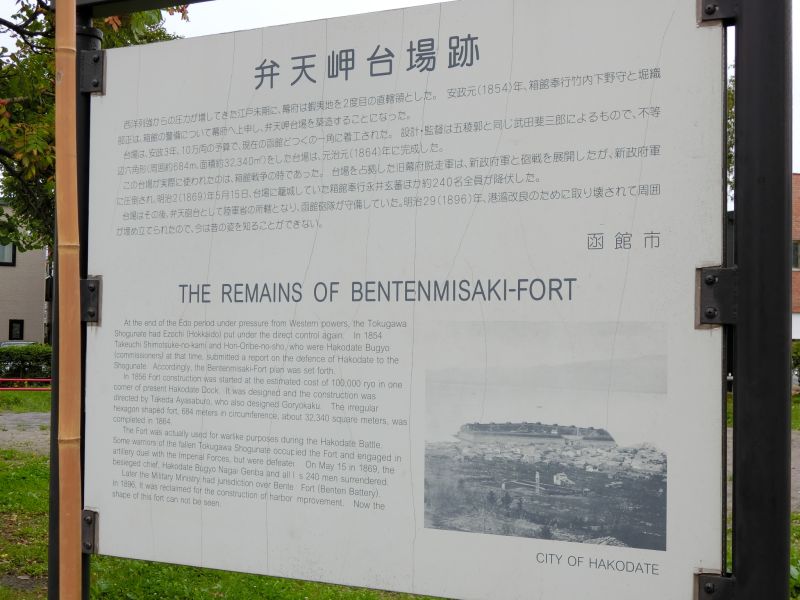 弁天岬台場跡
西洋列強からの圧力が増してきた江戸末期に、幕府は蝦夷地を2度目の直轄領とした。 安政元(1854)年、箱館奉行竹内下野守と堀織
部正は、箱館の警備について幕府へ上申し、弁天岬台場を築造することになった。
台場は、安政3年、10万両の予算で、現在の函館どつくの一角に着工された。 設計・監督は五稜郭と同じ武田斐三郎によるもので、不等
辺六角形(周囲約684m、面積約32,340㎡)をした台場は、元治元(1864)年に完成した。
この台場が実際に使われたのは、箱館戦争の時であった。 台場を占拠した旧幕府脱走軍は、新政府軍と砲戦を展開したが、新政府軍
に圧倒され、明治2(1869)年5月15日、台場に籠城していた箱館奉行永井玄蕃ほか約240名全員が降伏した。
台場はその後、弁天砲台として陸軍省の所轄となり、函館砲隊が守備していた。明治29(1896)年、港湾改良のために取り壊されて周囲
が埋め立てられたので、今は昔の姿を知ることができない。
函館市
THE REMAINS OF BENTENMISAKI-FORT
At the end of the Edo period under pressure from Western powers, the Tokugawa
Shogunate had Ezochi (Hokkaido) put under the direct control again. In 1854
Takeuchi Shimotsuke-no-kami and Hori-Oribe-no-sho, who were Hakodate Bugyo
(commissioners) at that time, submitted a report on the defence of Hakodate to the
Shogunate. Accordingly, the Bentenmisaki-Fort plan was set forth.
In 1856 Fort construction was started at the estimated cost of 100,000 ryo in one
corner of present Hakodate Dock. It was designed and the construction was
directed by Takeda Ayasaburo, who also designed Goryokaku. The irregular
hexagon shaped fort, 684 meters in circumference, about 32,340 square meters, was
completed in 1864.
The Fort was actually used for warlike purposes during the Hakodate Battle.
Some warriors of the fallen Tokugawa Shogunate occupied the Fort and engaged in
artillery duel with the Imperial Forces, but were defeate On May 15 in 1869, the
besieged chief, Hakodate Bugyo Nagai Genba and all s 240 men surrendered.
Later the Military Ministry had jurisdiction over Bente Fort (Benten Battery).
In 1896, it was reclaimed for the construction of harbor mprovement. Now the
shape of this fort can not be seen.
CITY OF HAKODATE